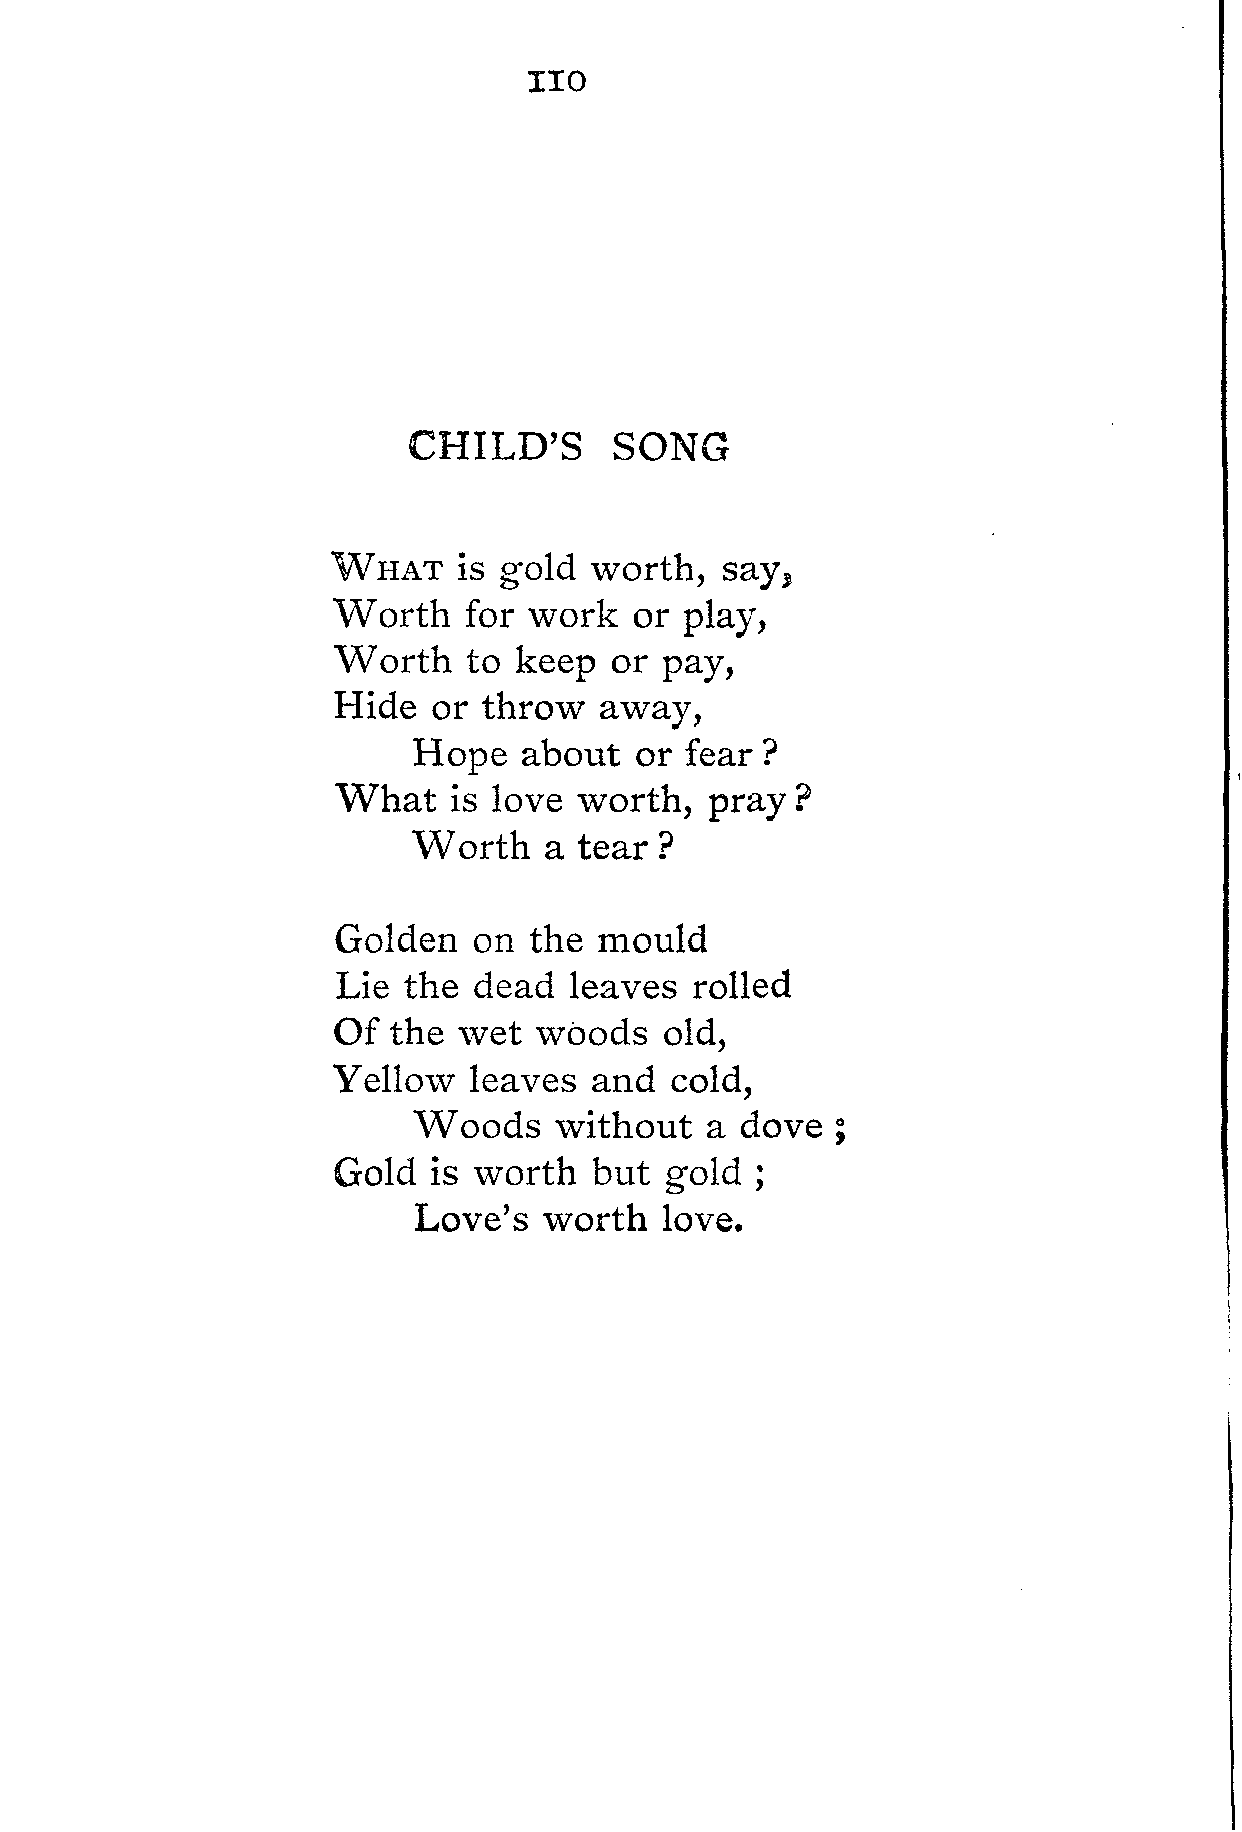 110
CHILD'S SONG
WHAT is gold worth, say,
Worth for work or play,
Worth to keep or pay,
Hide or throw away,
Hope about or fear?
What is love worth, pray?
Worth a tear?
Golden on the mould
Lie the dead leaves rolled
Of the wet woods old,
Yellow leaves and cold,
Woods without a dove;
Gold is worth but gold;
Love's worth love.